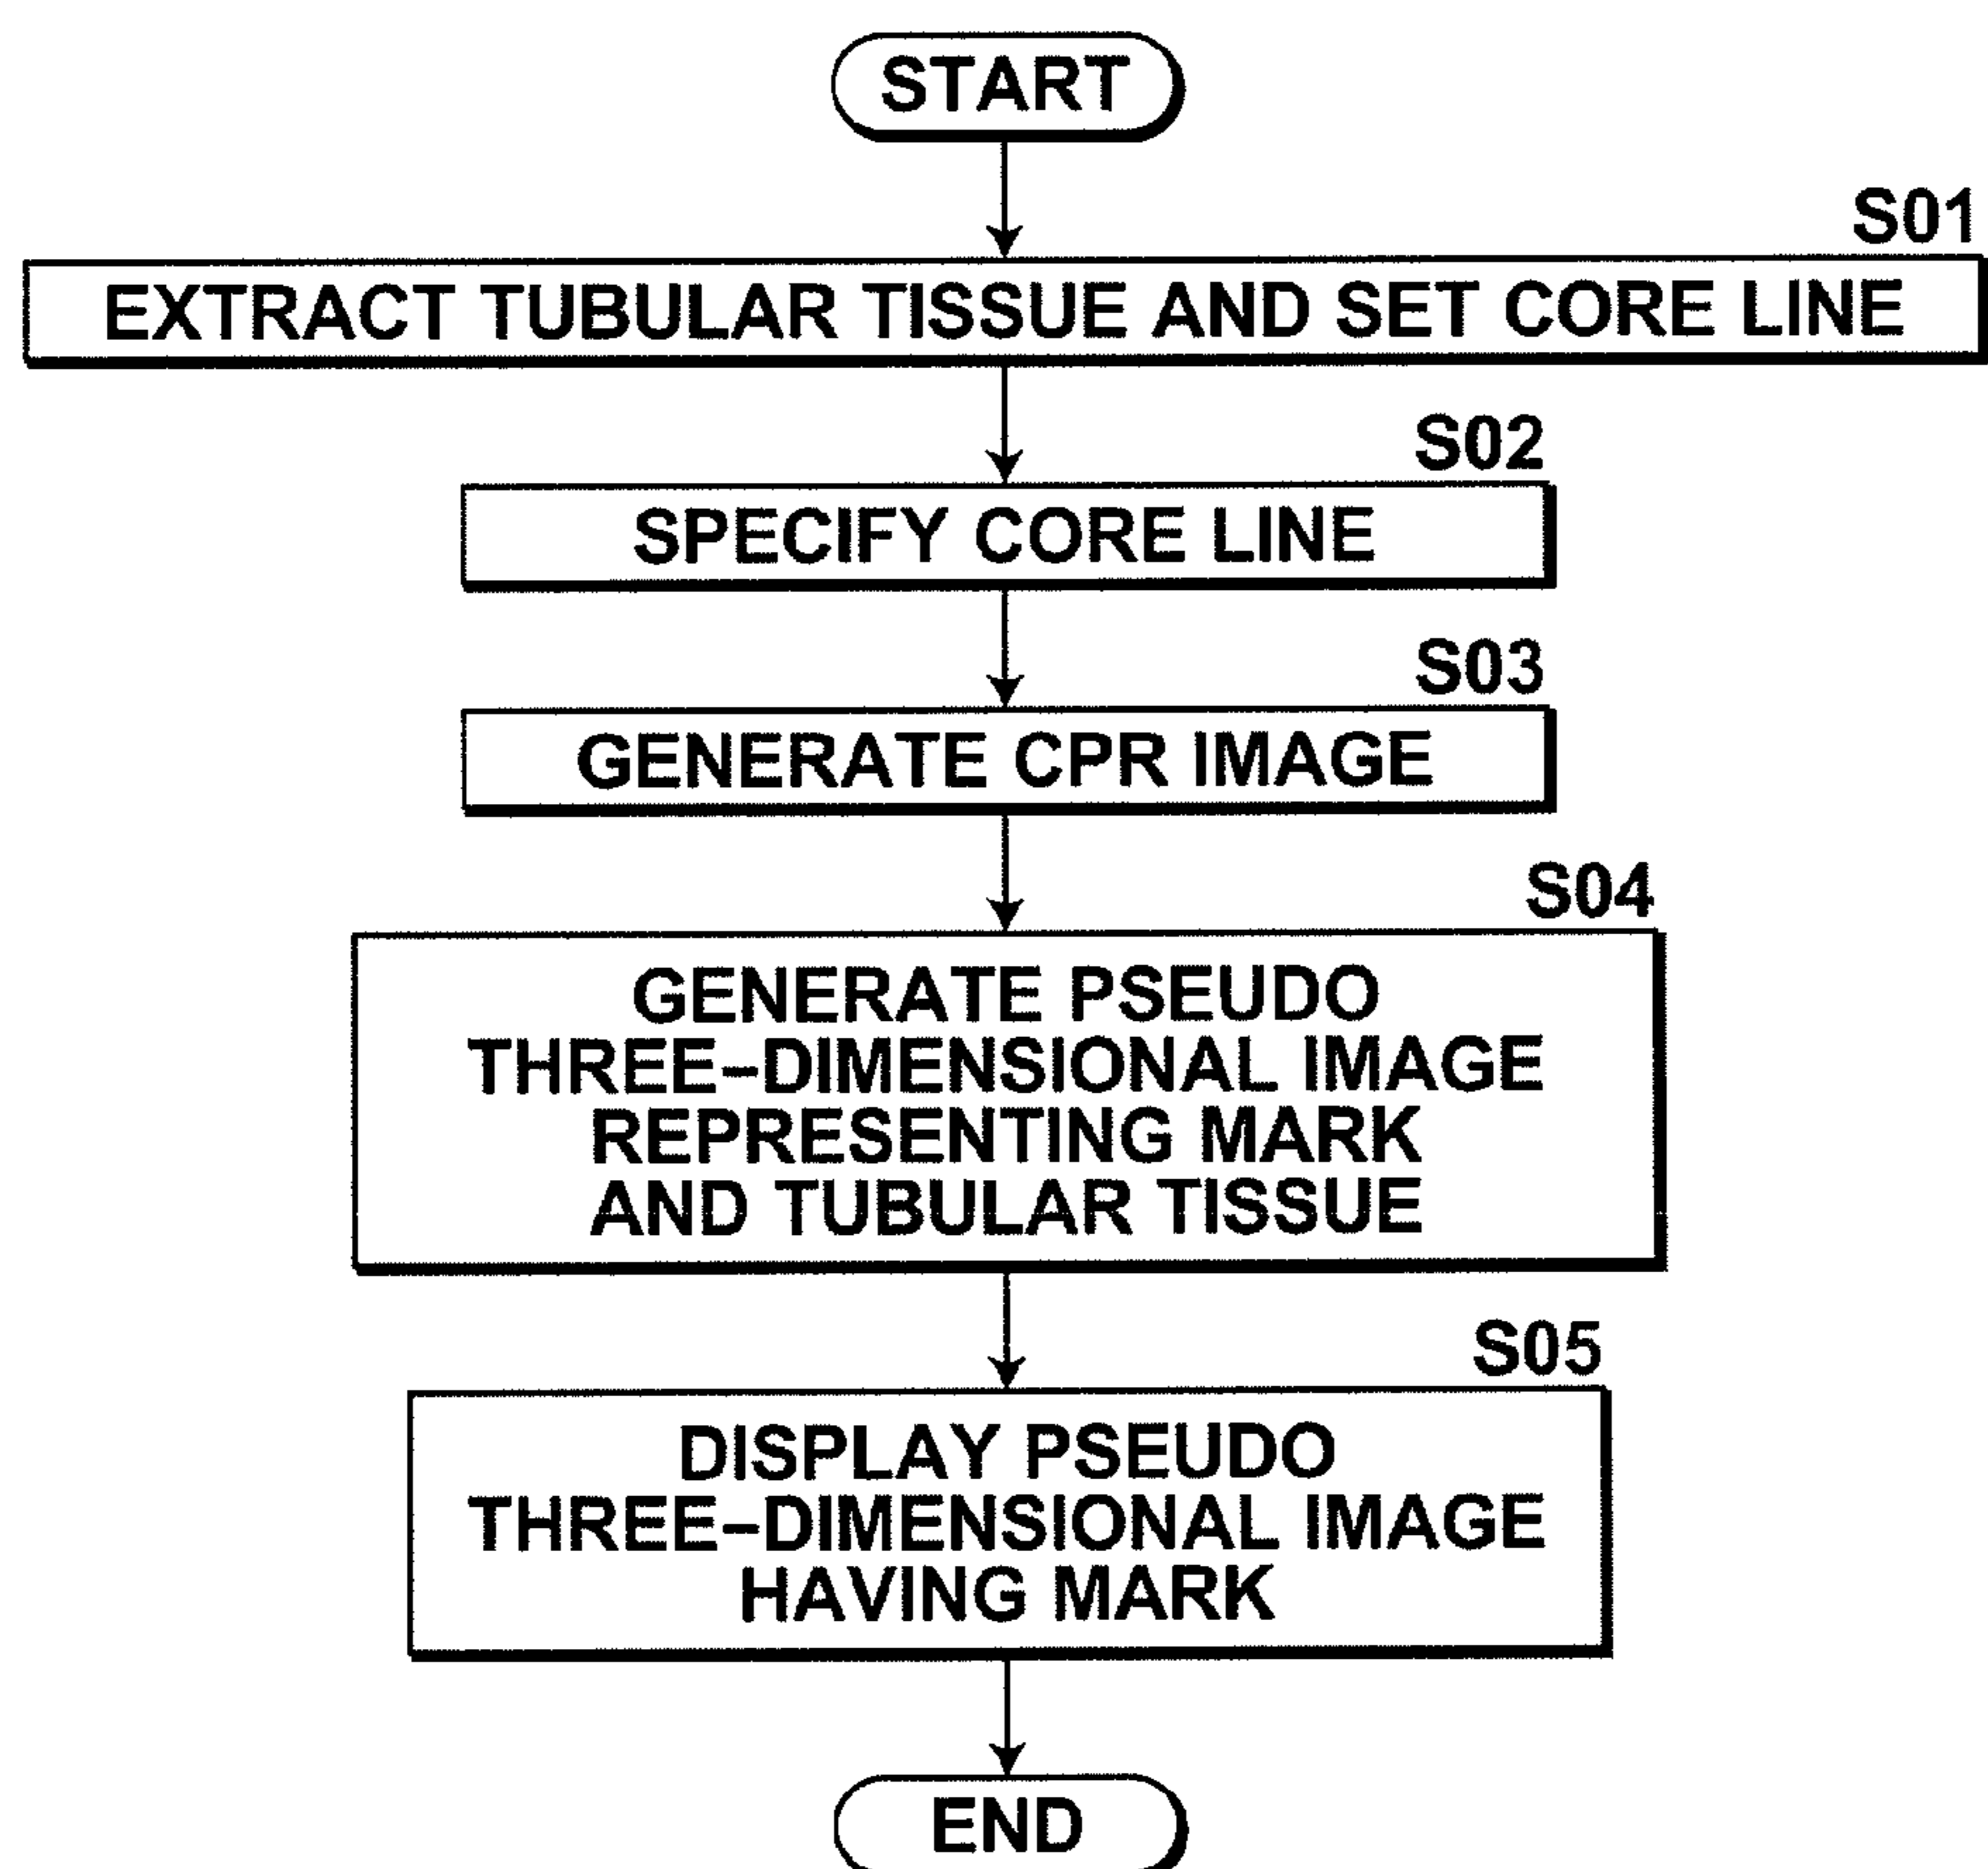 START
S01
EXTRACT TUBULAR TISSUE AND SET CORE LINE
S02
SPECIFY CORE LINE
S03
GENERATE CPR IMAGE
S04
GENERATE PSEUDO
THREE-DIMENSIONAL IMAGE
REPRESENTING MARK
AND TUBULAR TISSUE
S05
DISPLAY PSEUDO
THREE-DIMENSIONAL IMAGE
HAVING MARK
END